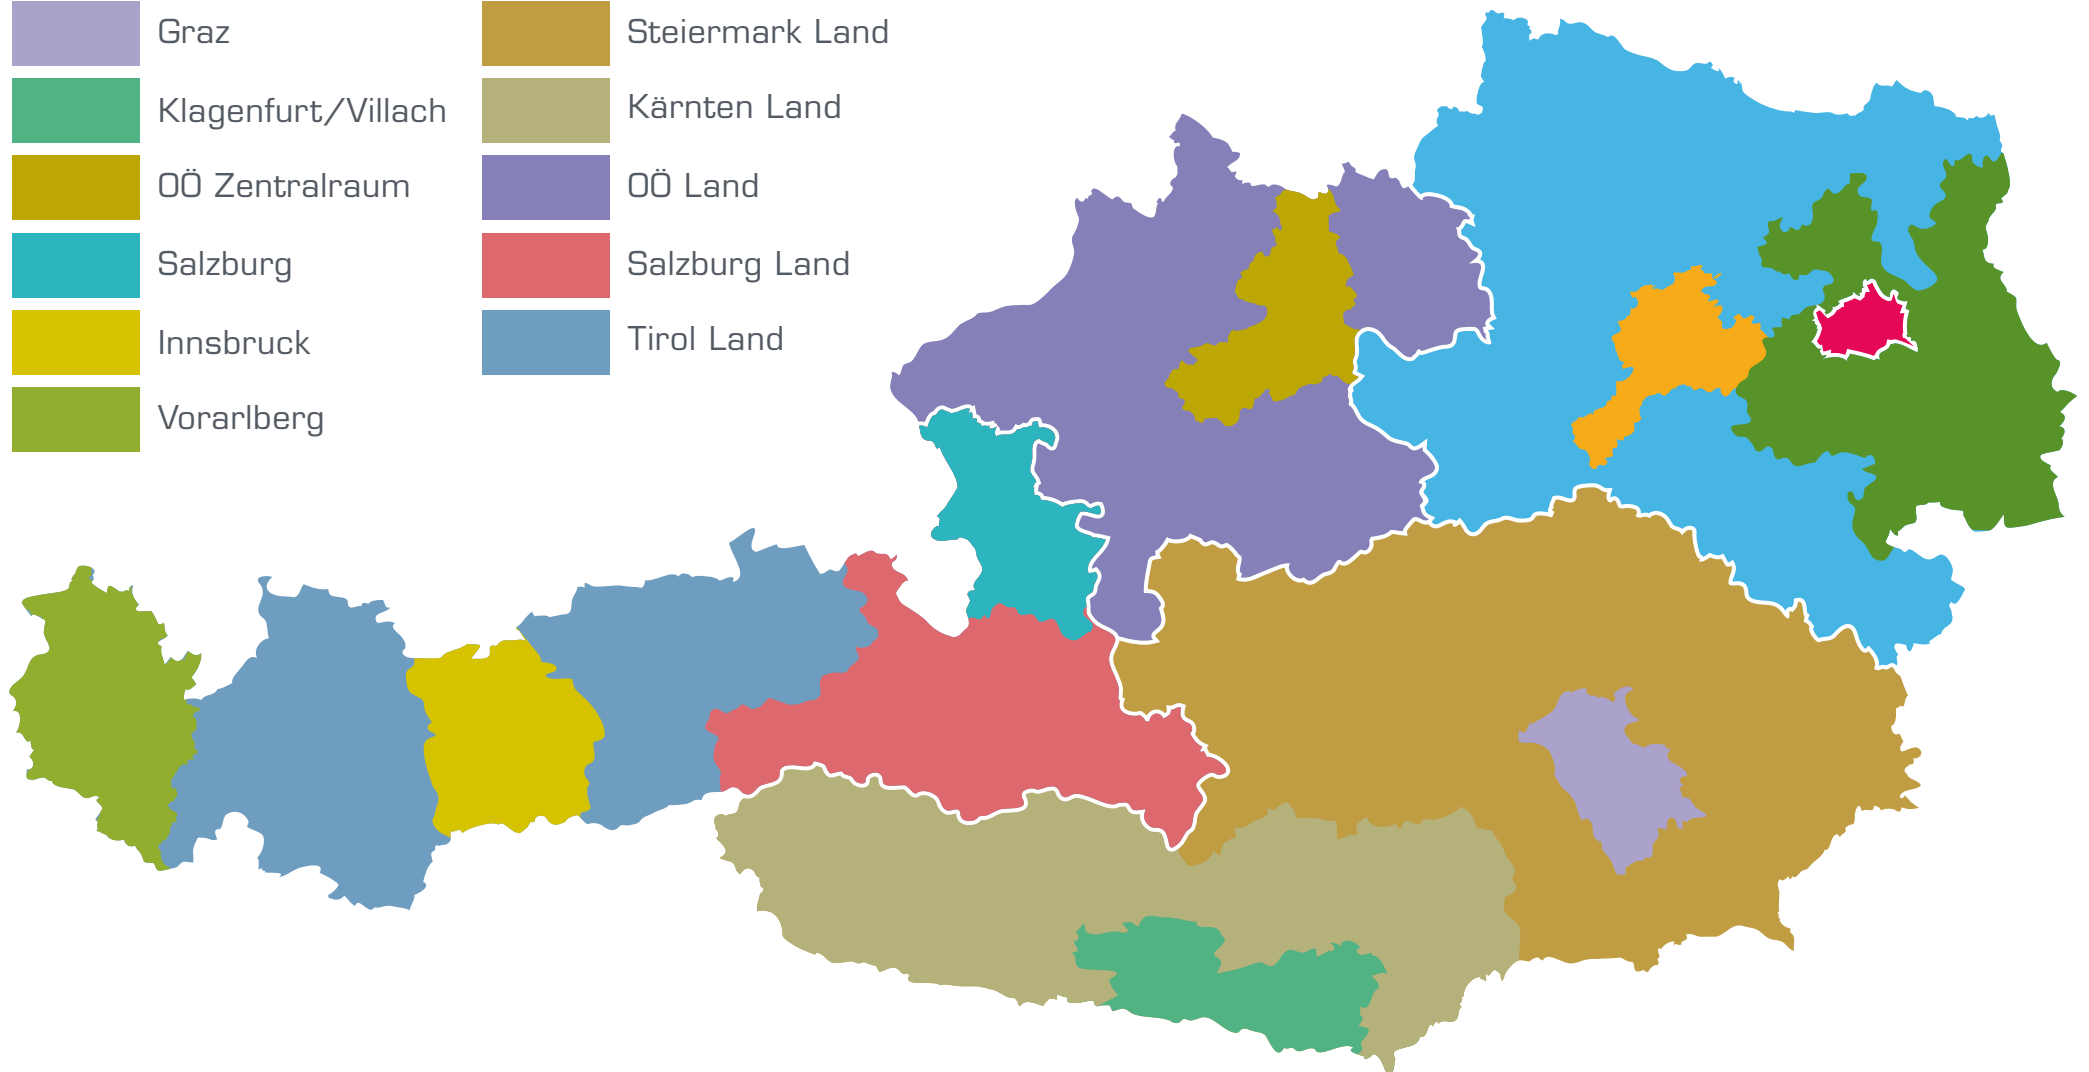 Graz
Klagenfurt/Villach
OÖ Zentralraum
Salzburg
Innsbruck
Vorarlberg
Steiermark Land
Kärnten Land
OÖ Land
Salzburg Land
Tirol Land